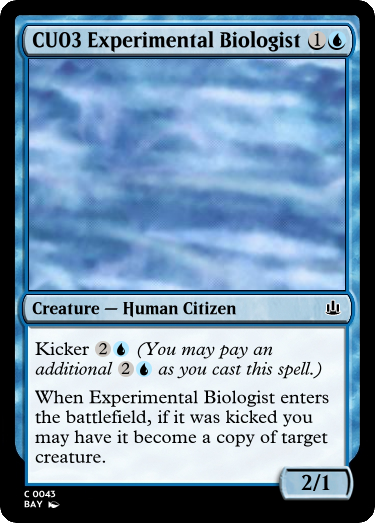 CU03 Experimental Biologist 1
Creature — Human Citizen
Kicker 2 (You may pay an
additional 2 as you cast this spell.)
When Experimental Biologist enters
the battlefield, if it was kicked you
may have it become a copy of target
creature.
2/1
C 0043
BAY